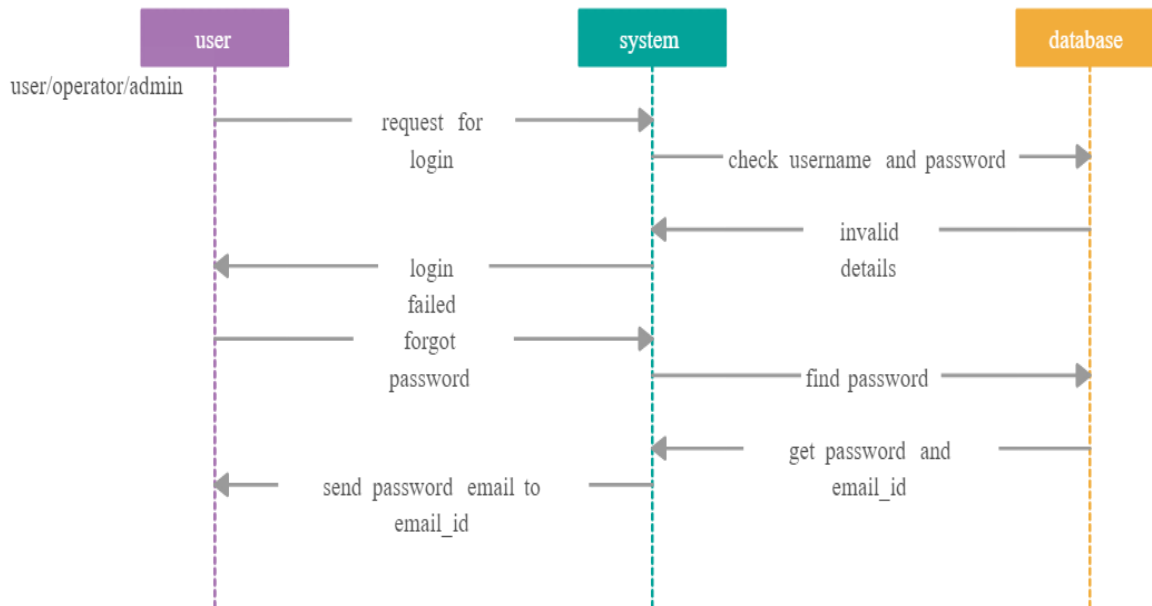 user
system
database
user/operator/admin
request for
login
check username and password
invalid
details
login
failed
forgot
password
find password
get password and
email_id
send password email to
email_id